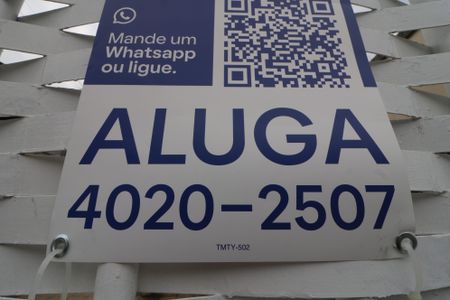 Mande um
Whatsapp
ou ligue.
ALUGA
4020-2507
TMTY-502